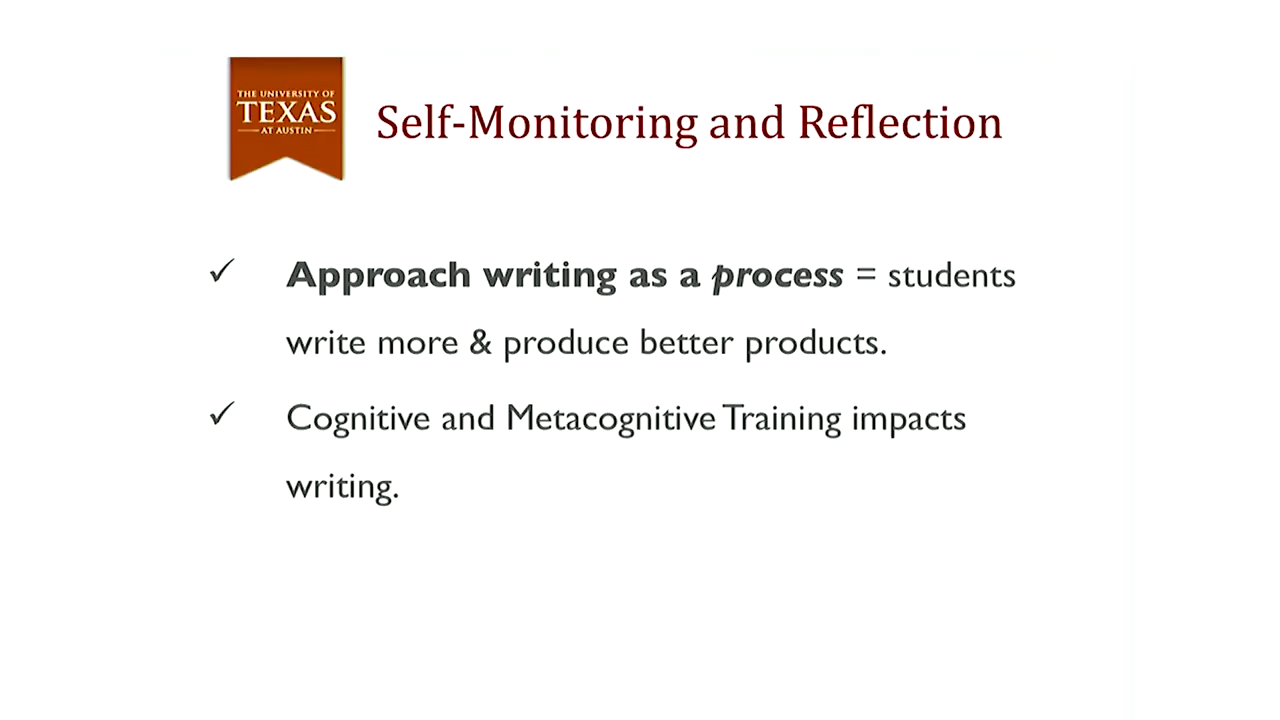 THE UNIVERSITY OF
TEXAS
AT AUSTIN
Self-Monitoring and Reflection
✓ Approach writing as a process = students
write more & produce better products.
✓ Cognitive and Metacognitive Training impacts
writing.